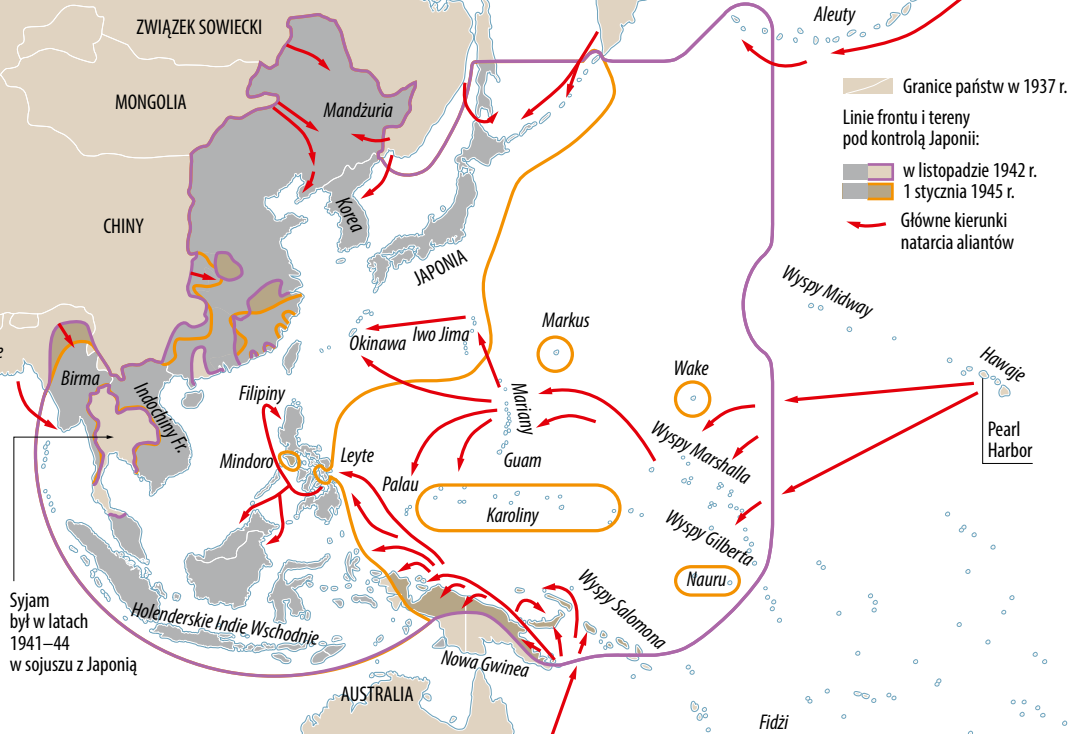 ZWIĄZEK SOWIECKI
Aleuty
MONGOLIA
Mandżuria
Granice państw w 1937 r.
Linie frontu i tereny
pod kontrolą Japonii:
w listopadzie 1942 r.
1 stycznia 1945 r.
Główne kierunki
natarcia aliantów
CHINY
Korea
JAPONIA
Wyspy Midway
Okinawa
Iwo Jima
Markus
Hawaje
Wake
Birma
Indochiny Fr.
Filipiny
Mariany
Wyspy Marshalla
Pearl
Harbor
Mindoro
Leyte
Guam
Palau
Karoliny
Wyspy Gilberta
Nauru
Syjam
był w latach
1941–44
w sojuszu z Japonią
Holenderskie Indie Wschodnie
Wyspy Salomona
Nowa Gwinea
AUSTRALIA
Fidżi